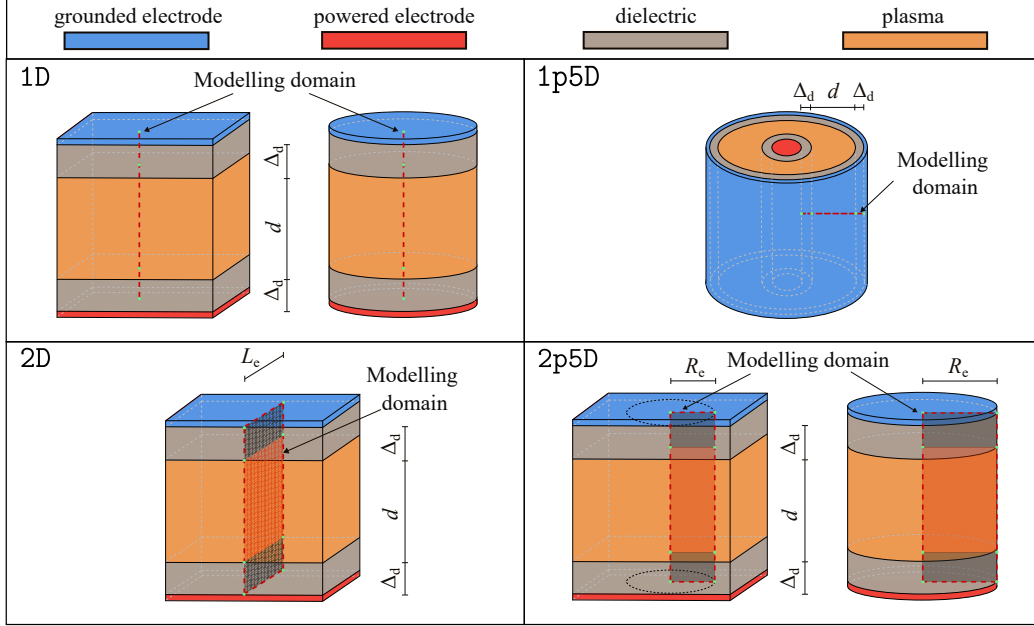 grounded electrode powered electrode dielectric plasma
1D
Modelling domain
Δd
d
Δd
1p5D
Δd d Δd
Modelling
domain
2D
Le
Modelling
domain
Δd
d
Δd
2p5D
Modelling domain
Re
Re
Δd
d
Δd